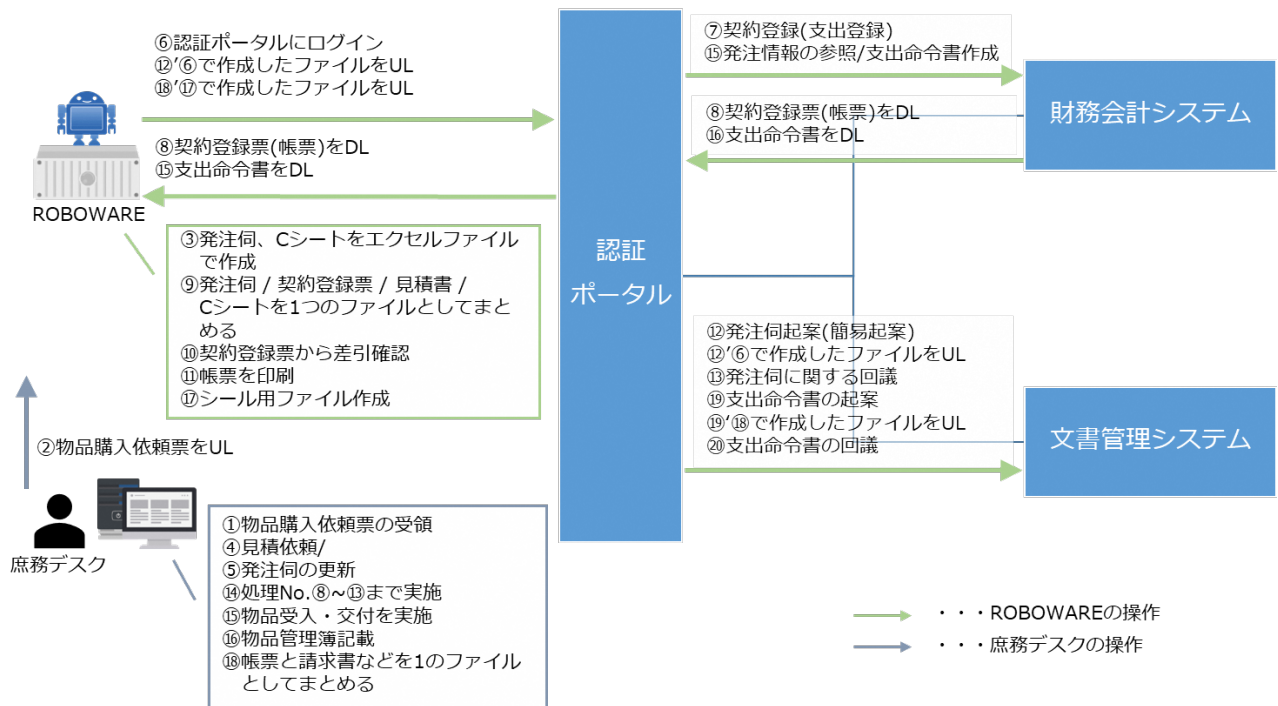 ⑥認証ポータルにログイン
⑫’⑥で作成したファイルをUL
⑱’⑰で作成したファイルをUL
⑧契約登録票(帳票)をDL
⑮支出命令書をDL
ROBOWARE
③発注伺、Cシートをエクセルファイル
で作成
⑨発注伺 / 契約登録票 / 見積書 /
Cシートを1つのファイルとしてまと
める
⑩契約登録票から差引確認
⑪帳票を印刷
⑰シール用ファイル作成
②物品購入依頼票をUL
庶務デスク
①物品購入依頼票の受領
④見積依頼/
⑤発注伺の更新
⑭処理No.⑧~⑬まで実施
⑮物品受入・交付を実施
⑯物品管理簿記載
⑱帳票と請求書などを1のファイル
としてまとめる
認証
ポータル
⑦契約登録(支出登録)
⑮発注情報の参照/支出命令書作成
⑧契約登録票(帳票)をDL
⑯支出命令書をDL
財務会計システム
⑫発注伺起案(簡易起案)
⑫’⑥で作成したファイルをUL
⑬発注伺に関する回議
⑲支出命令書の起案
⑲‘⑱で作成したファイルをUL
⑳支出命令書の回議
文書管理システム
・・・ROBOWAREの操作
・・・庶務デスクの操作